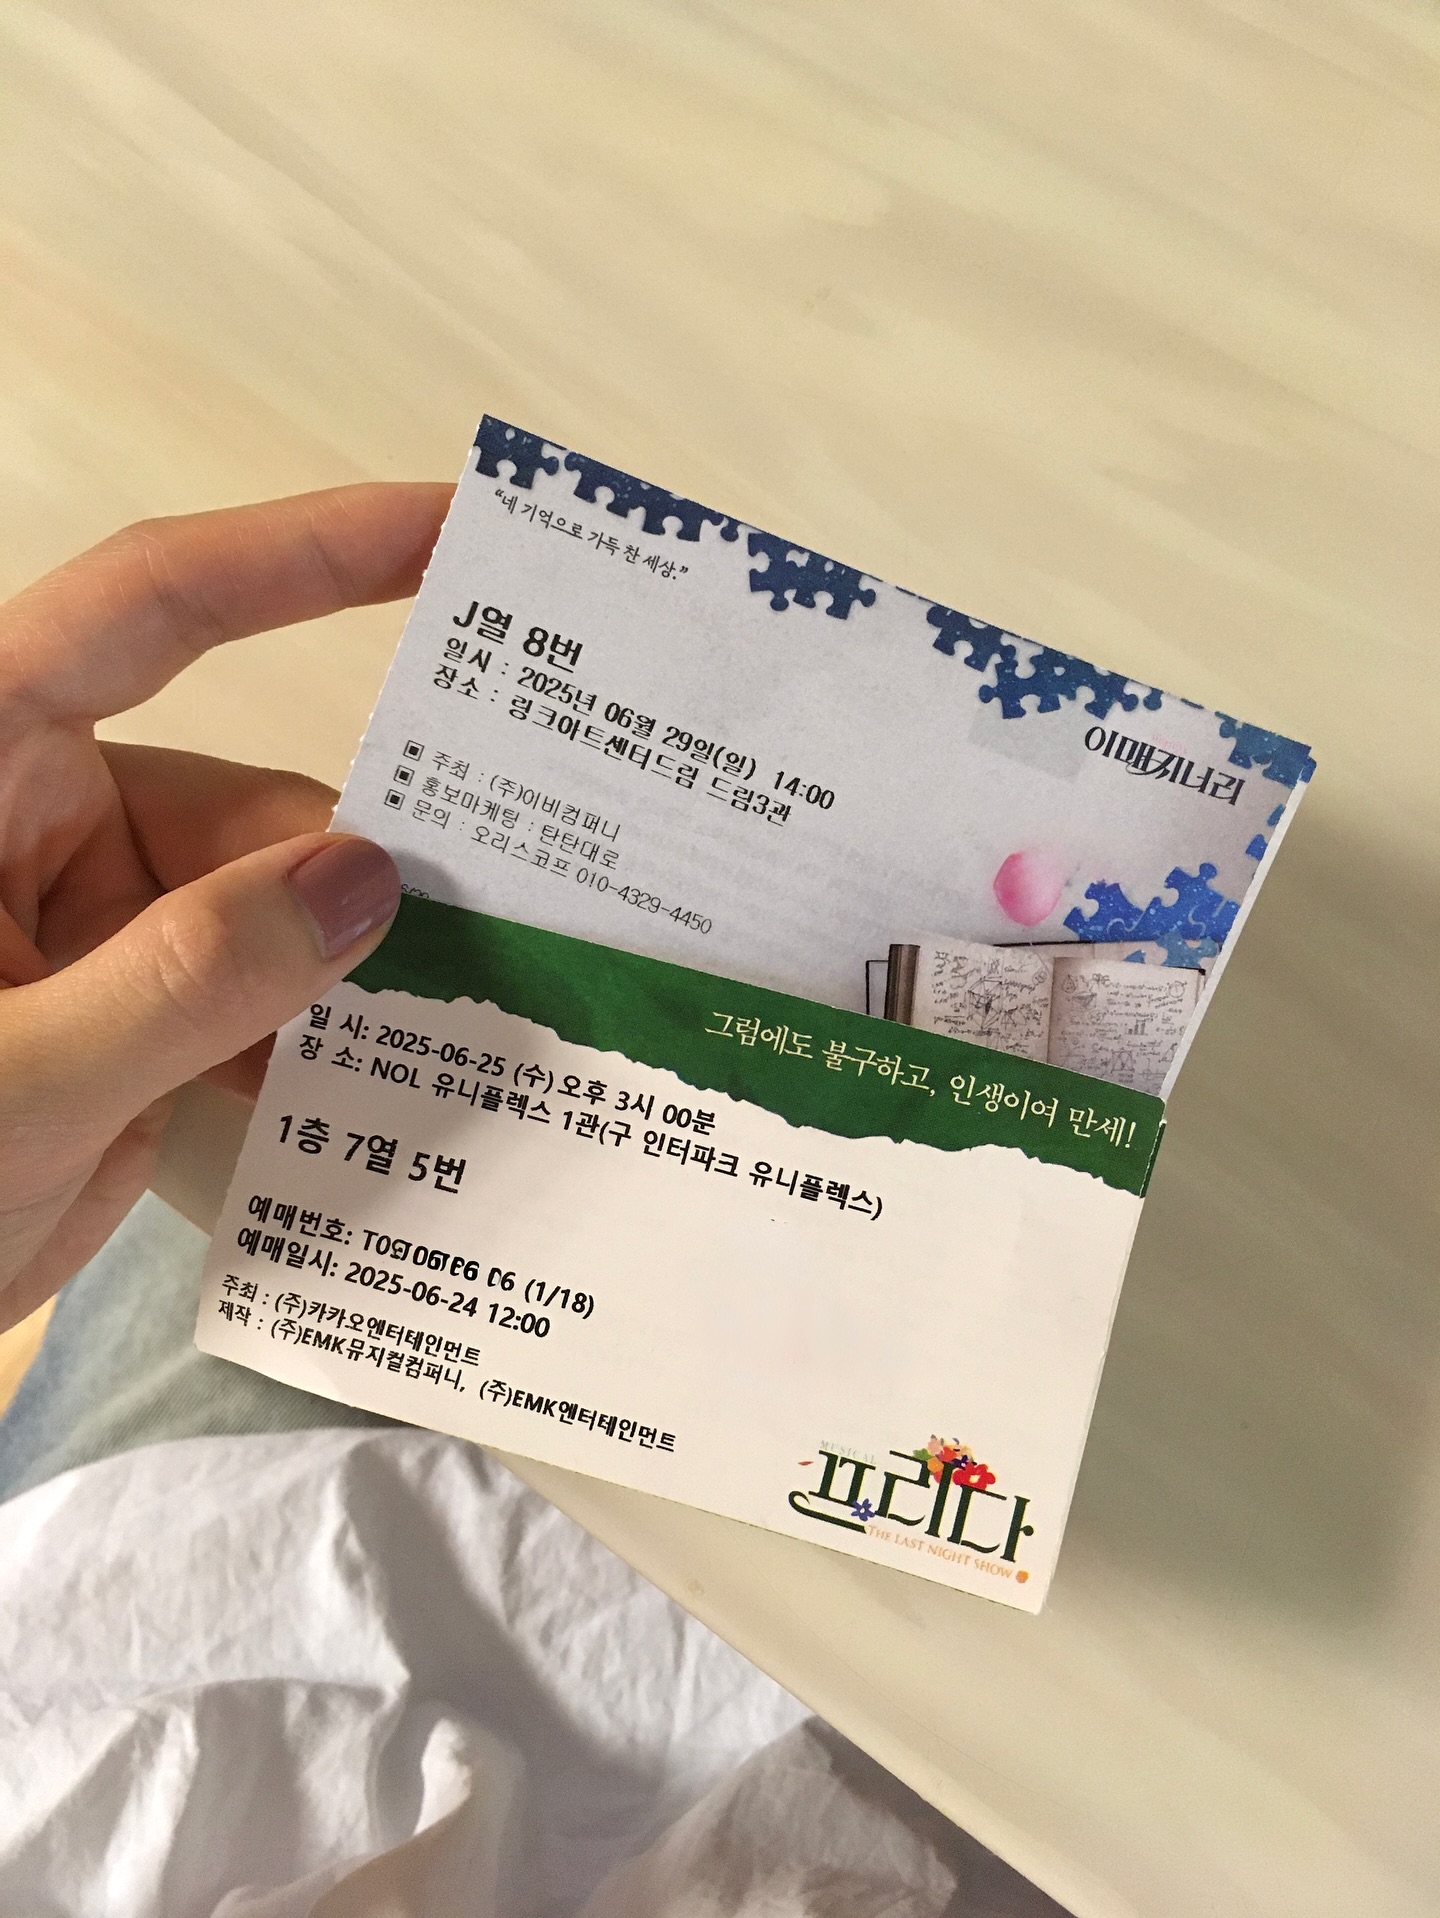 “네 기억으로 가득 찬 세상.”
J열 8번
일시 : 2025년 06월 29일(일) 14:00
장소 : 링크아트센터드림 드림3관
이매지너리
▣ 주최 : (주)이비컴퍼니
▣ 홍보마케팅 : 탄탄대로
▣ 문의 : 오리스코프 010-4329-4450
그럼에도 불구하고, 인생이여 만세!
일 시: 2025-06-25 (수) 오후 3시 00분
장 소: NOL 유니플렉스 1관(구 인터파크 유니플렉스)
1층 7열 5번
예매번호: (1/18)
예매일시: 2025-06-24 12:00
주최 : (주)카카오엔터테인먼트
제작 : (주)EMK뮤지컬컴퍼니, (주)EMK엔터테인먼트
MUSICAL
프리다
THE LAST NIGHT SHOW